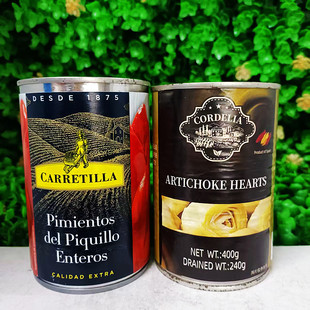 DESDE 1875
CARRETILLA
Pimientos
del Piquillo
Enteros
CALIDAD EXTRA
CORDELIA
ARTICHOKE HEARTS
NET WT.:400g
DRAINED WT.:240g